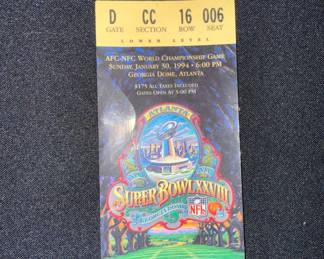 D CC 16 006
GATE SECTION ROW SEAT
LOWER LEVEL
AFC-NFC WORLD CHAMPIONSHIP GAME
SUNDAY, JANUARY 30, 1994 • 6:00 PM
GEORGIA DOME, ATLANTA
$175 ALL TAXES INCLUDED
GATES OPEN AT 3:00 PM
ATLANTA
SUPER BOWL XXVIII
GEORGIA DOME
NFL